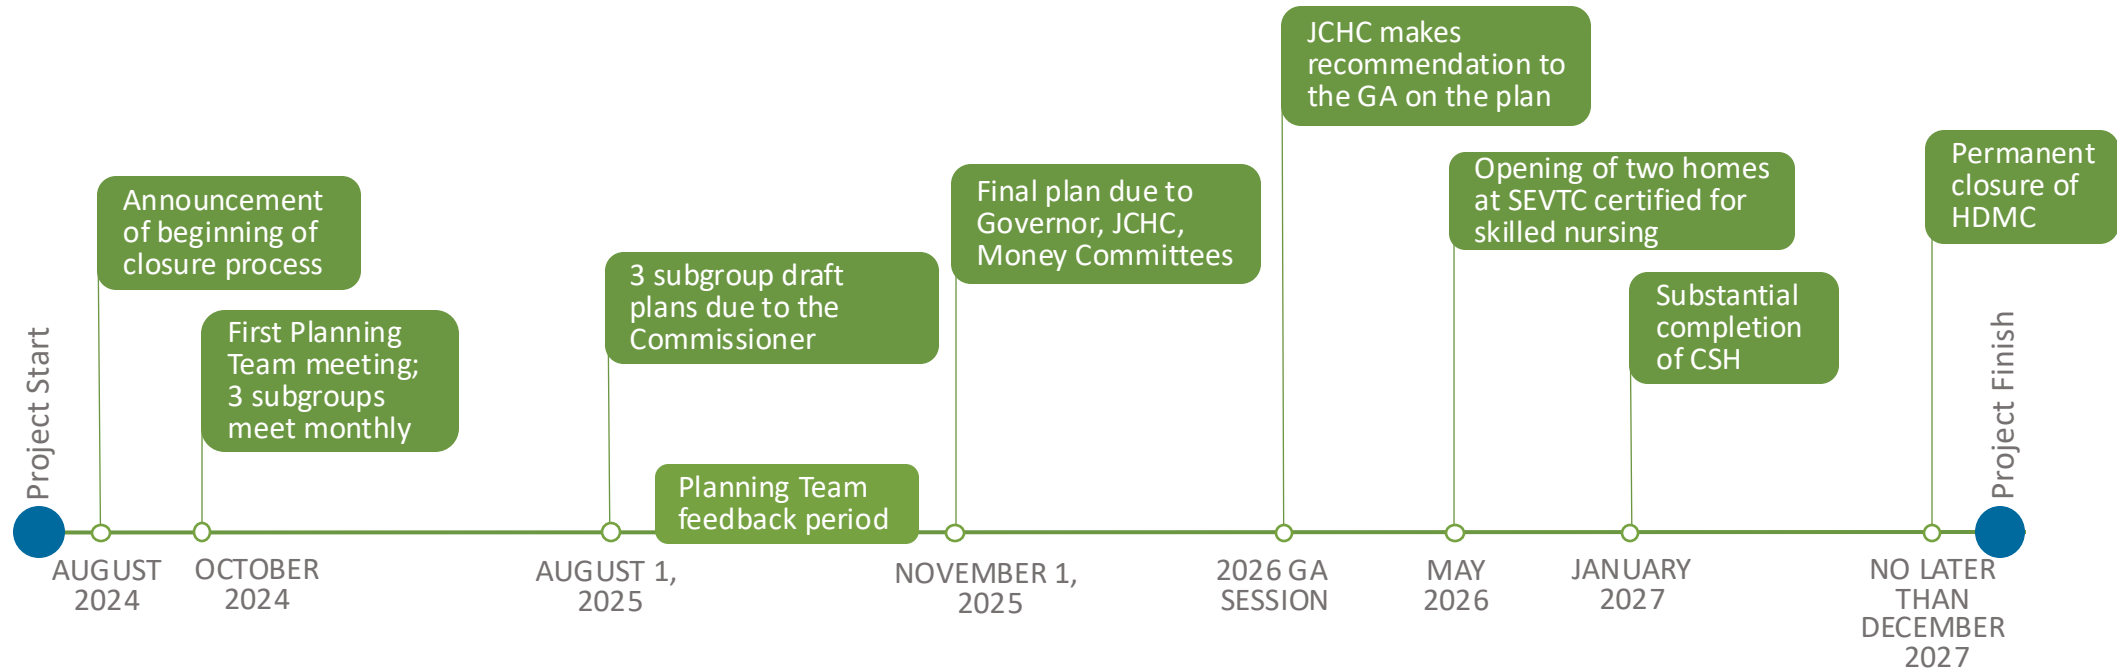 Project Start
Announcement
of beginning of
closure process
First Planning
Team meeting;
3 subgroups
meet monthly
3 subgroup draft
plans due to the
Commissioner
Planning Team
feedback period
Final plan due to
Governor, JCHC,
Money Committees
JCHC makes
recommendation to
the GA on the plan
Opening of two homes
at SEVTC certified for
skilled nursing
Substantial
completion
of CSH
Permanent
closure of
HDMC
Project Finish
AUGUST
2024
OCTOBER
2024
AUGUST 1,
2025
NOVEMBER 1,
2025
2026 GA
SESSION
MAY
2026
JANUARY
2027
NO LATER
THAN
DECEMBER
2027